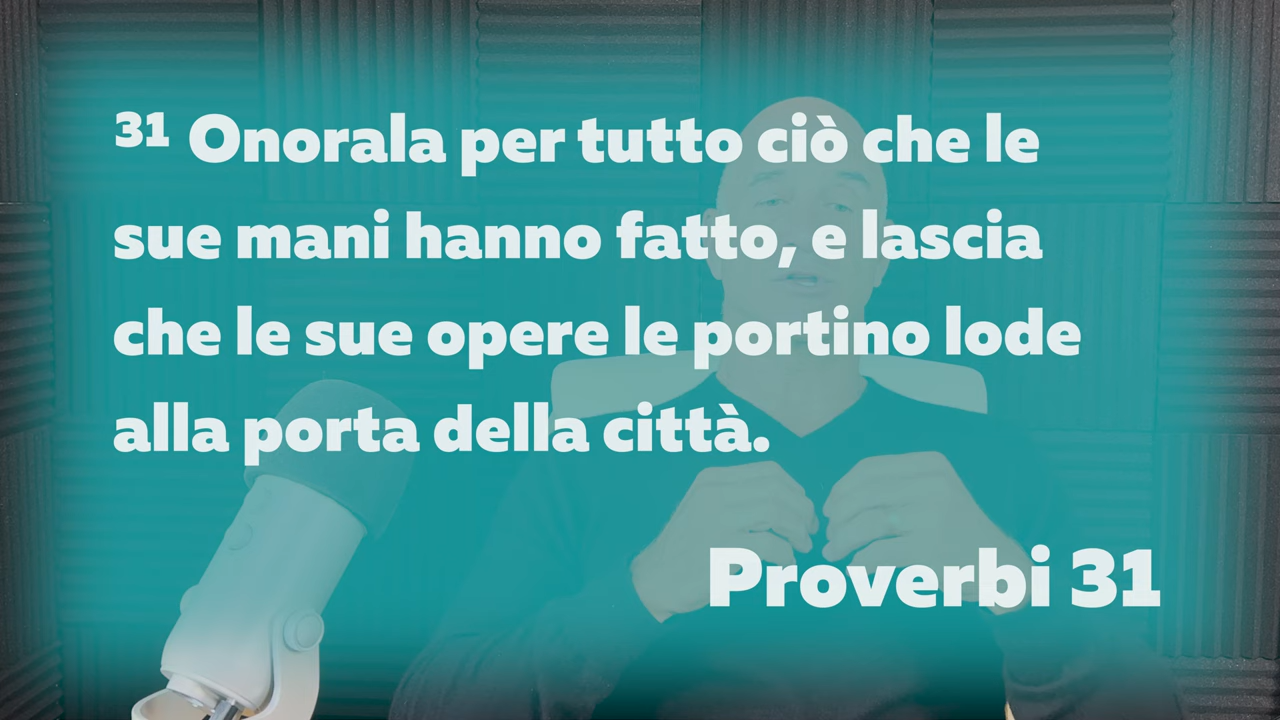 31 Onorala per tutto ciò che le
sue mani hanno fatto, e lascia
che le sue opere le portino lode
alla porta della città.
Proverbi 31